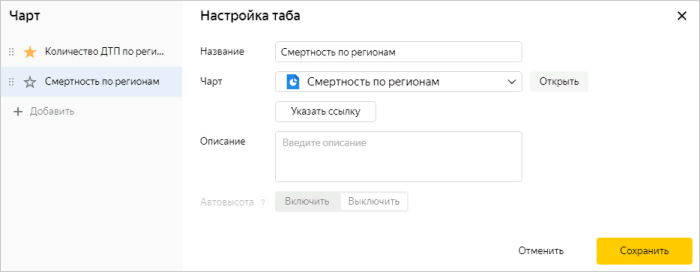 Чарт
Настройка таба
Количество ДТП по реги...
Название
Смертность по регионам
Смертность по регионам
Чарт
Смертность по регионам
Открыть
+ Добавить
Указать ссылку
Описание
Введите описание
Автовысота ?
Включить
Выключить
Отменить
Сохранить